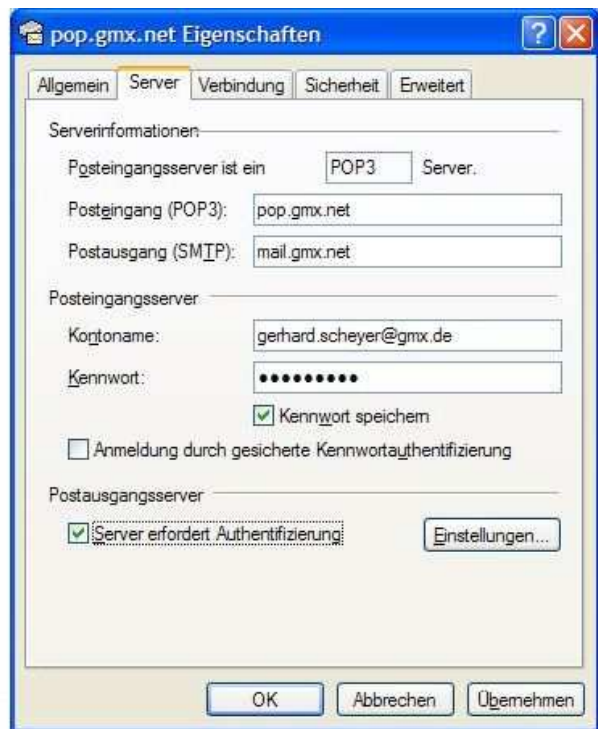 pop.gmx.net Eigenschaften
Allgemein Server Verbindung Sicherheit Erweitert
Serverinformationen
Posteingangsserver ist ein POP3 Server.
Posteingang (POP3): pop.gmx.net
Postausgang (SMTP): mail.gmx.net
Posteingangsserver
Kontoname: gerhard.scheyer@gmx.de
Kennwort: •••••••••
Kennwort speichern
Anmeldung durch gesicherte Kennwortauthentifizierung
Postausgangsserver
Server erfordert Authentifizierung Einstellungen...
OK Abbrechen Übernehmen